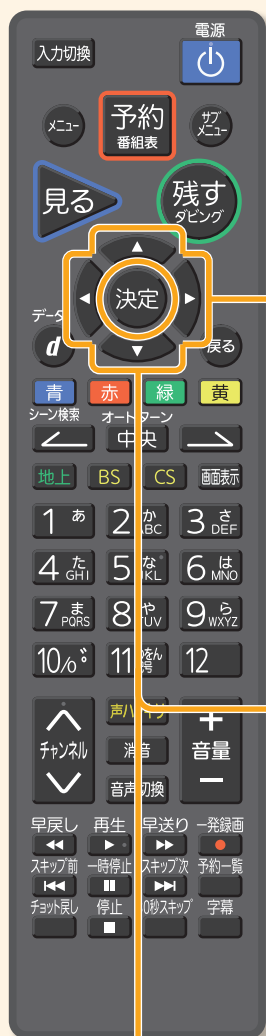 電源
入力切換
メニュー
予約
番組表
サブ
メニュー
見る
残す
ダビング
決定
データ
d
戻る
青 赤 緑 黄
シーン検索 オートターン
中央
地上 BS CS 画面表示
1 あ 2 か ABC 3 さ DEF
4 た GHI 5 な JKL 6 は MNO
7 ま PQRS 8 や TUV 9 ら WXYZ
10/0 11 12
チャンネル
消音
音声切換
+
音量
−
早戻し 再生 早送り 一発録画
スキップ前 一時停止 スキップ次 予約一覧
チョット戻し 停止 0秒スキップ 字幕